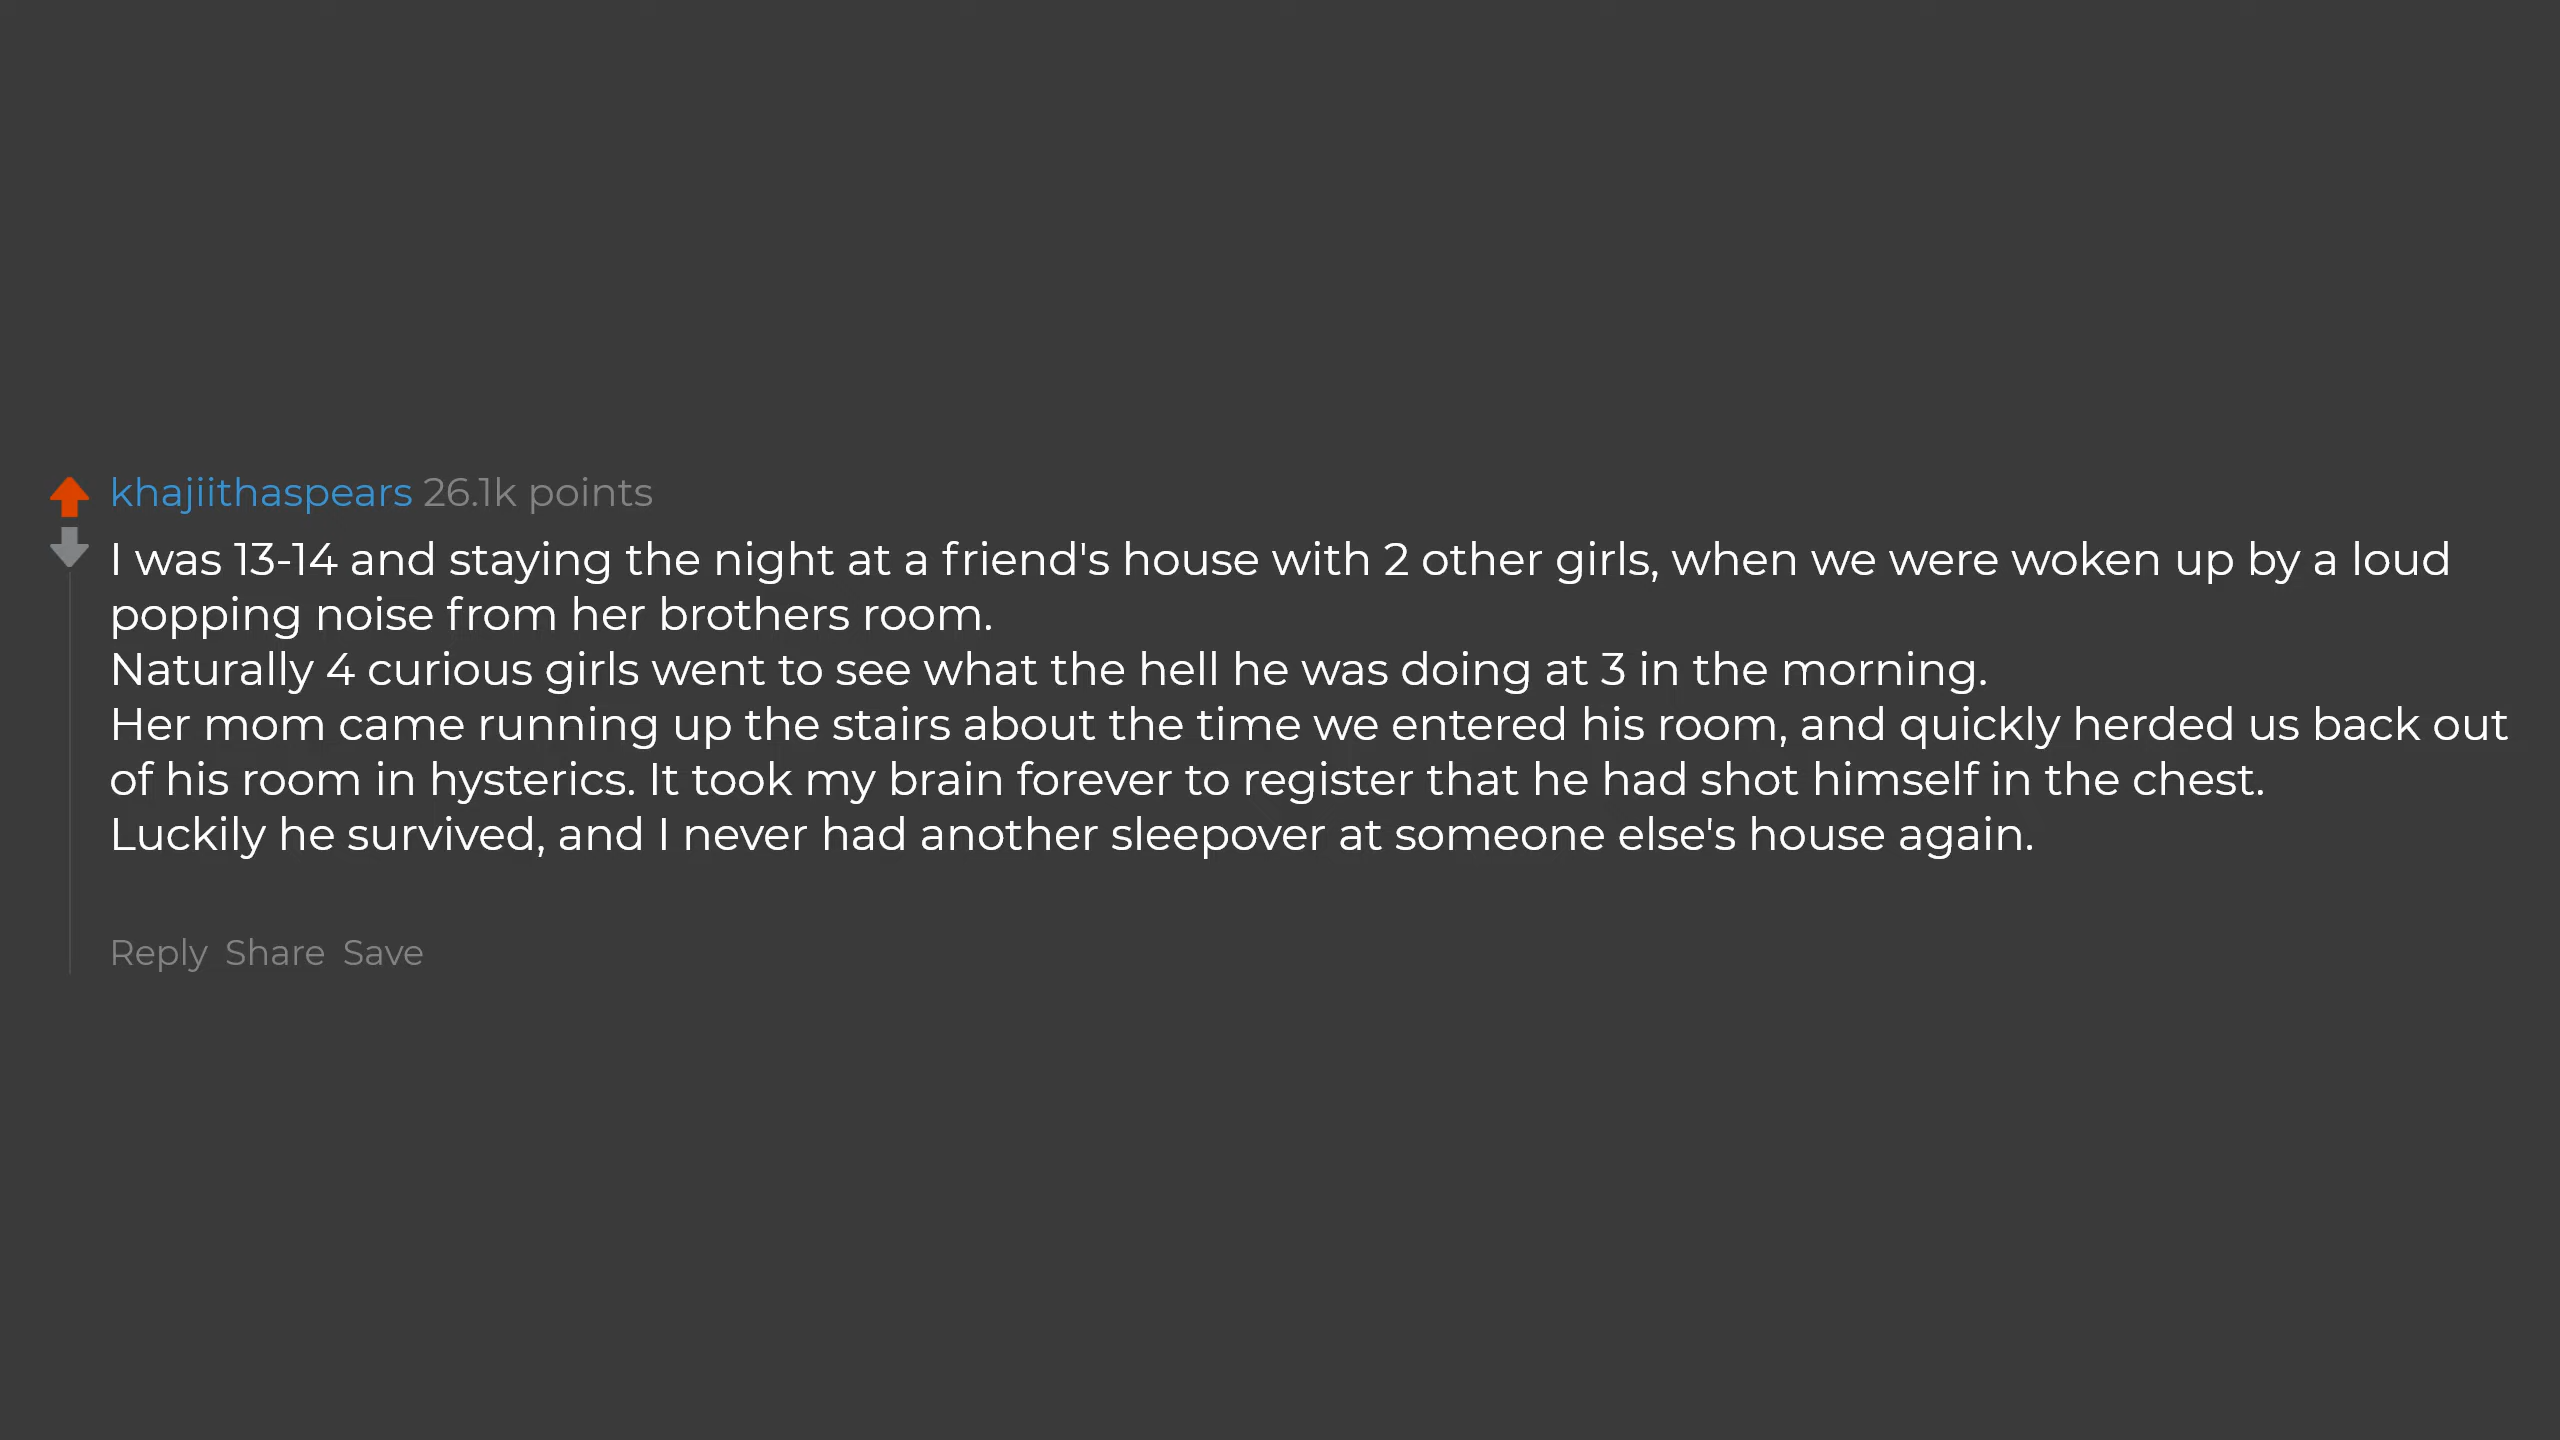 khajiithaspears 26.1k points
I was 13-14 and staying the night at a friend's house with 2 other girls, when we were woken up by a loud
popping noise from her brothers room.
Naturally 4 curious girls went to see what the hell he was doing at 3 in the morning.
Her mom came running up the stairs about the time we entered his room, and quickly herded us back out
of his room in hysterics. It took my brain forever to register that he had shot himself in the chest.
Luckily he survived, and I never had another sleepover at someone else's house again.
Reply Share Save